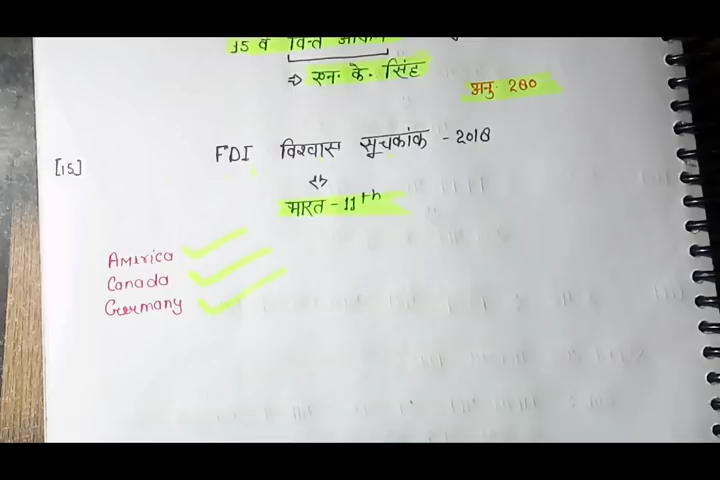 15 वें वित्त आयोग
⇒ एन. के. सिंह
अनु. 280
[15] FDI विश्वास सूचकांक - 2018
भारत - 11th
America
Canada
Germany